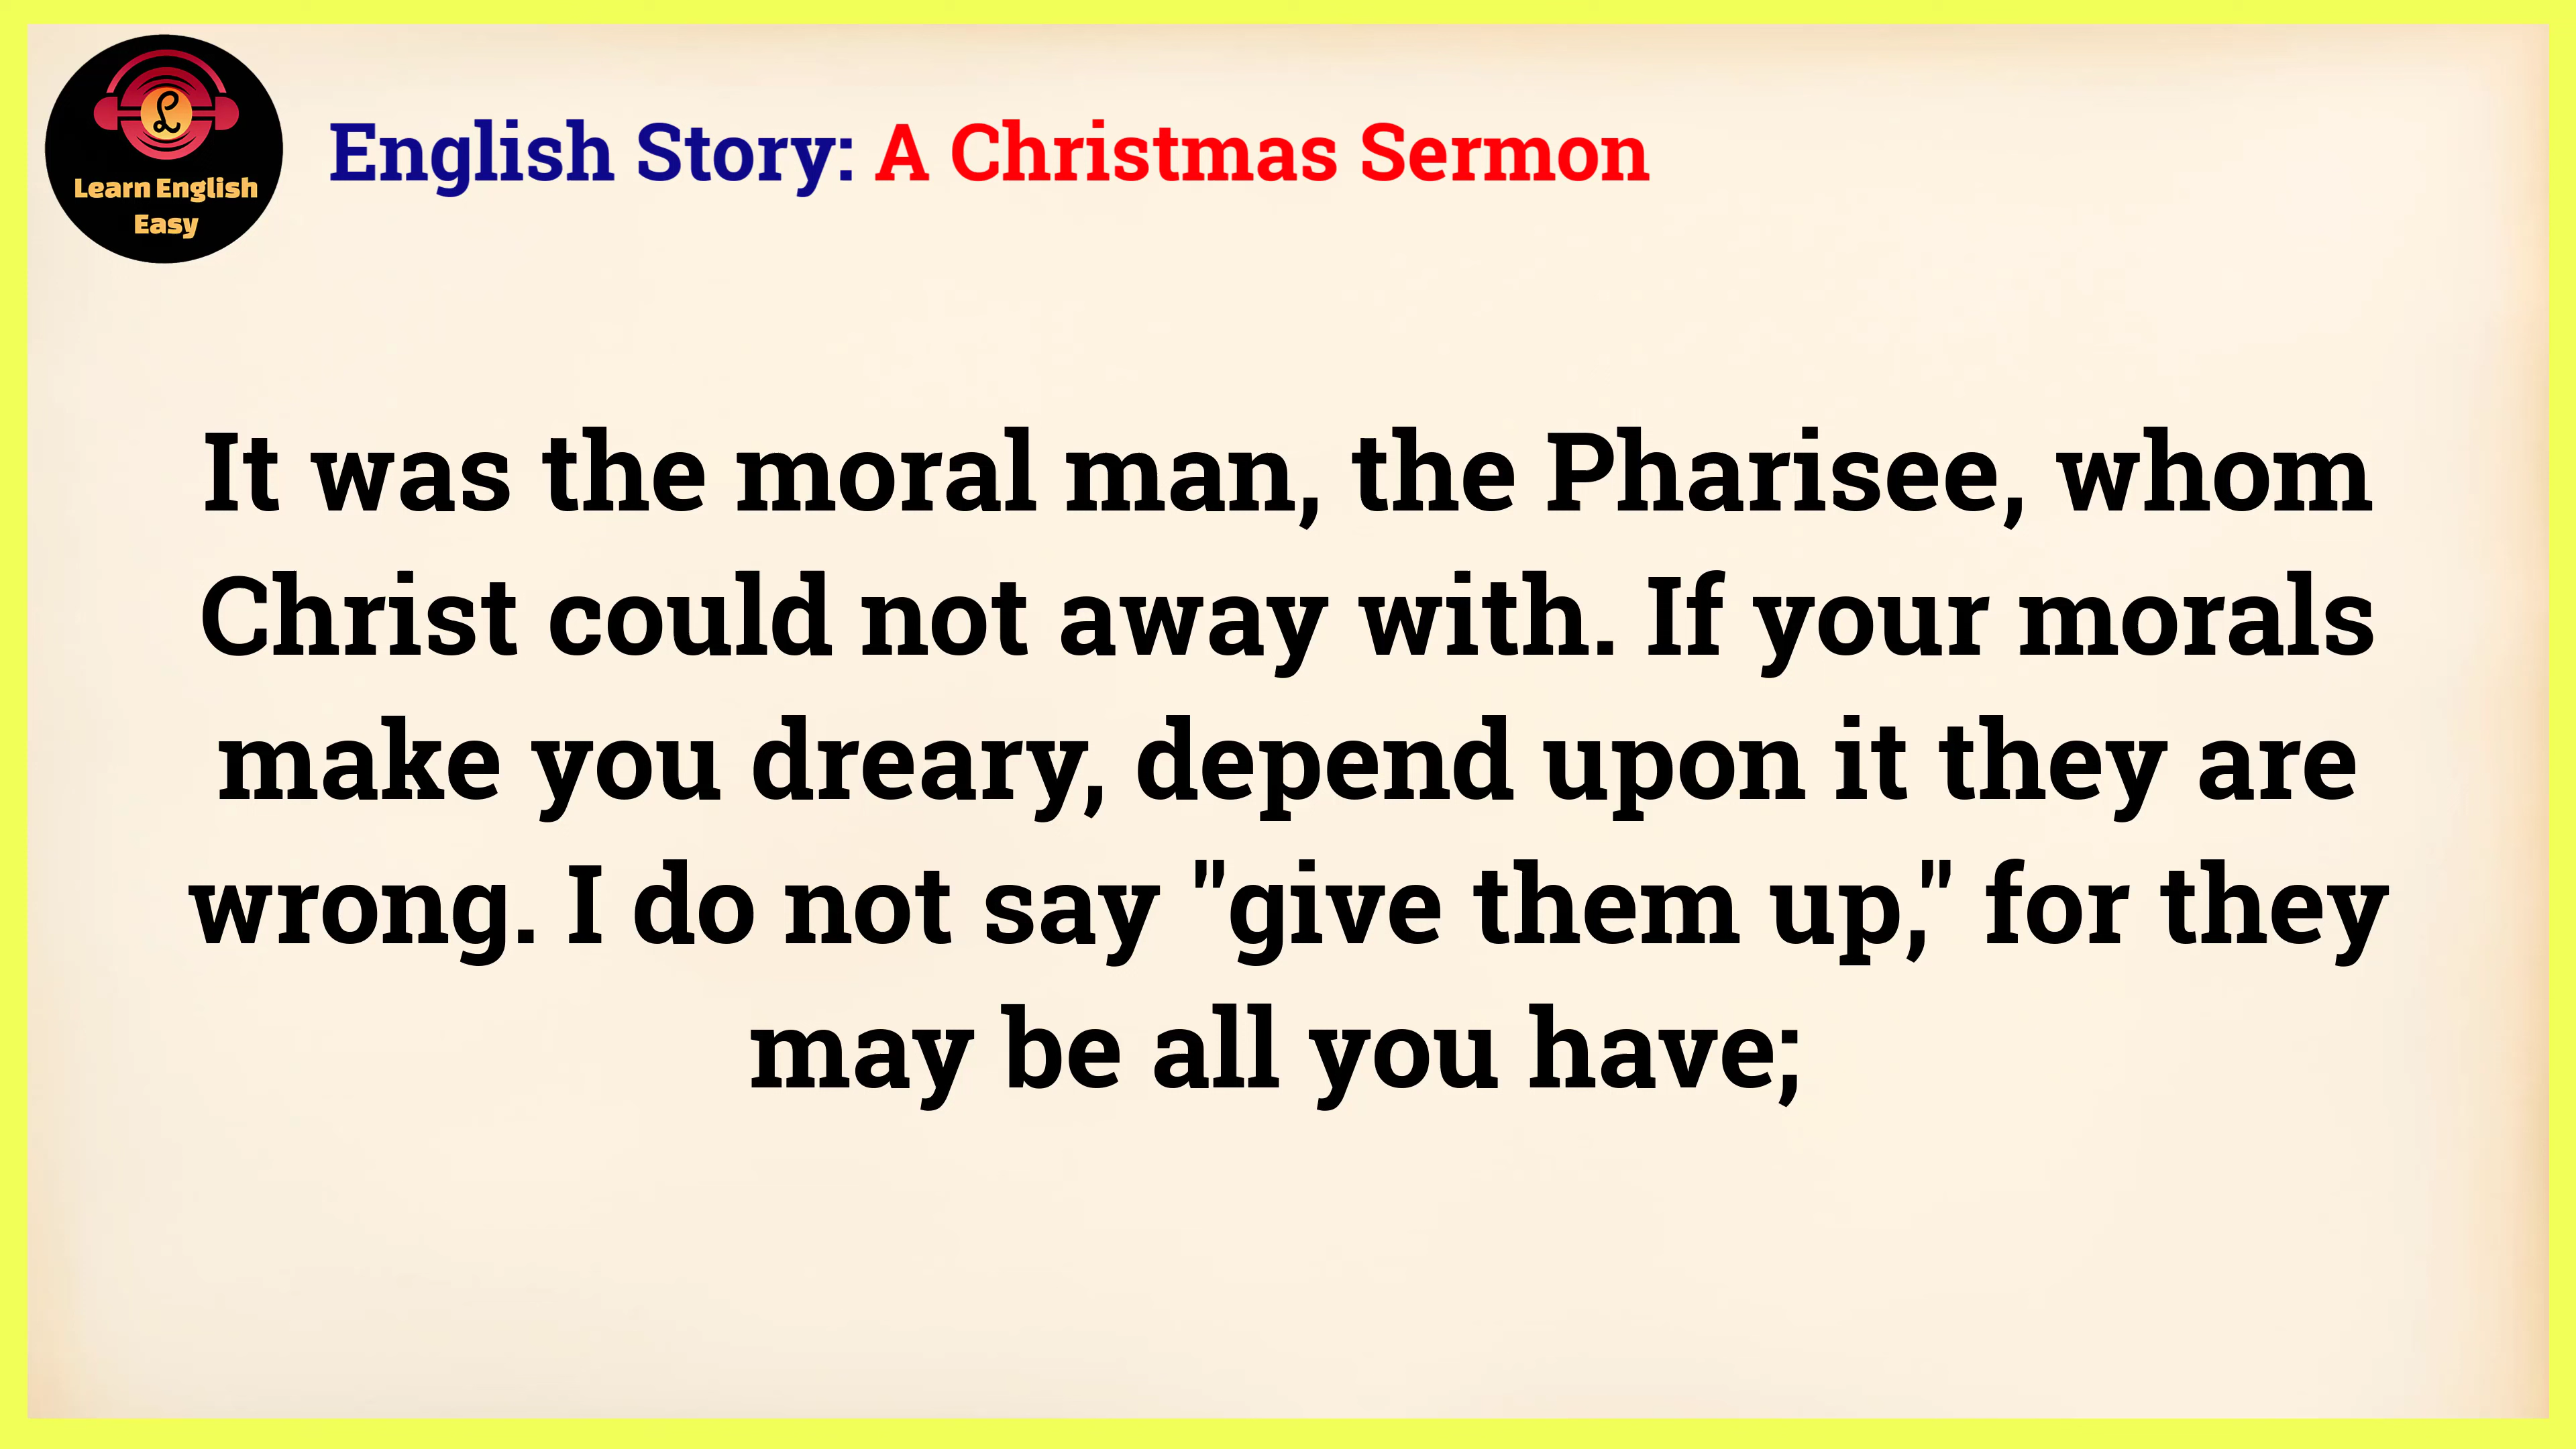 Learn English
Easy
English Story: A Christmas Sermon
It was the moral man, the Pharisee, whom
Christ could not away with. If your morals
make you dreary, depend upon it they are
wrong. I do not say "give them up," for they
may be all you have;